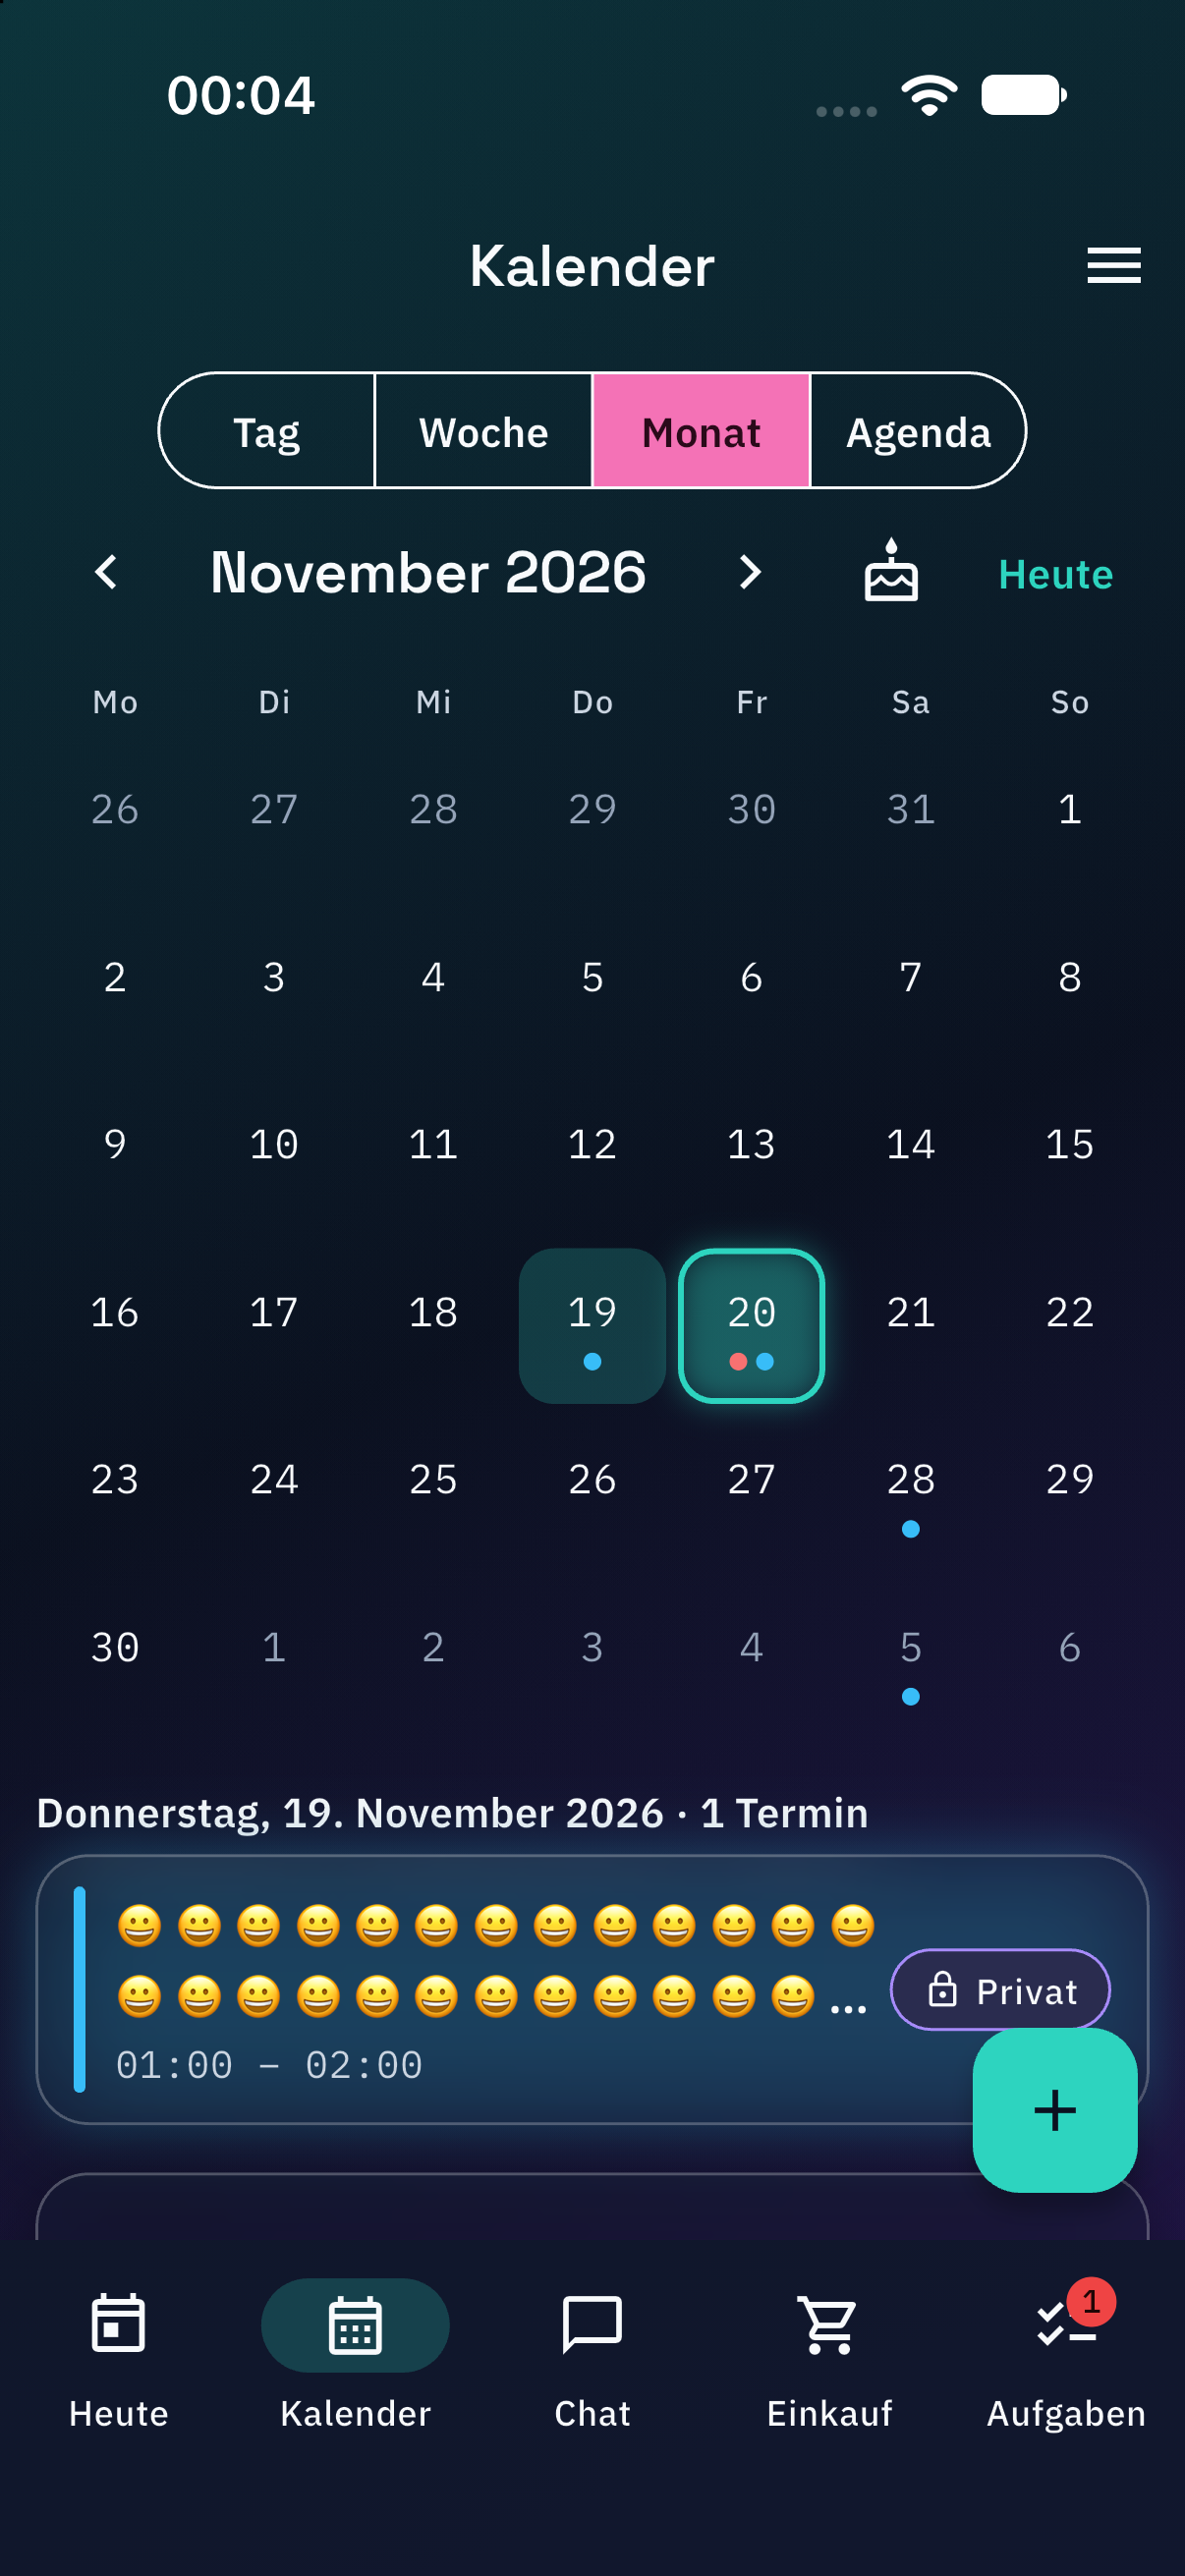 00:04
Kalender
Tag Woche Monat Agenda
November 2026 Heute
Mo Di Mi Do Fr Sa So
26 27 28 29 30 31 1
2 3 4 5 6 7 8
9 10 11 12 13 14 15
16 17 18 19 20 21 22
23 24 25 26 27 28 29
30 1 2 3 4 5 6
Donnerstag, 19. November 2026 · 1 Termin
😀😀😀😀😀😀😀😀😀😀😀😀😀
😀😀😀😀😀😀😀😀😀😀😀😀…
Privat
01:00 – 02:00
+
1
Heute Kalender Chat Einkauf Aufgaben